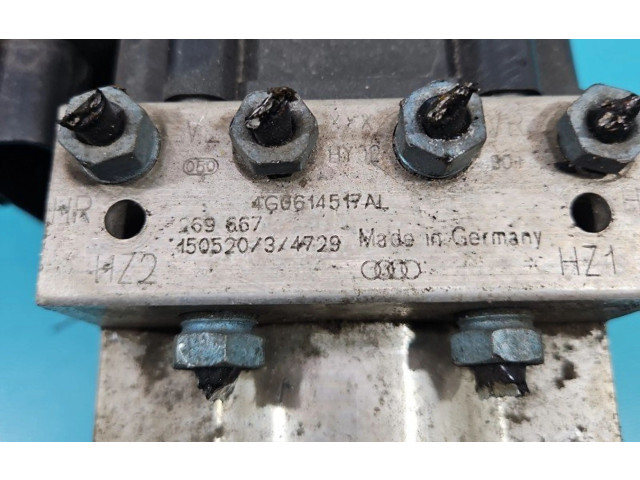 HR
4G0614517AL
269 667
150520/3/4729 Made in Germany
HZ2
HZ1